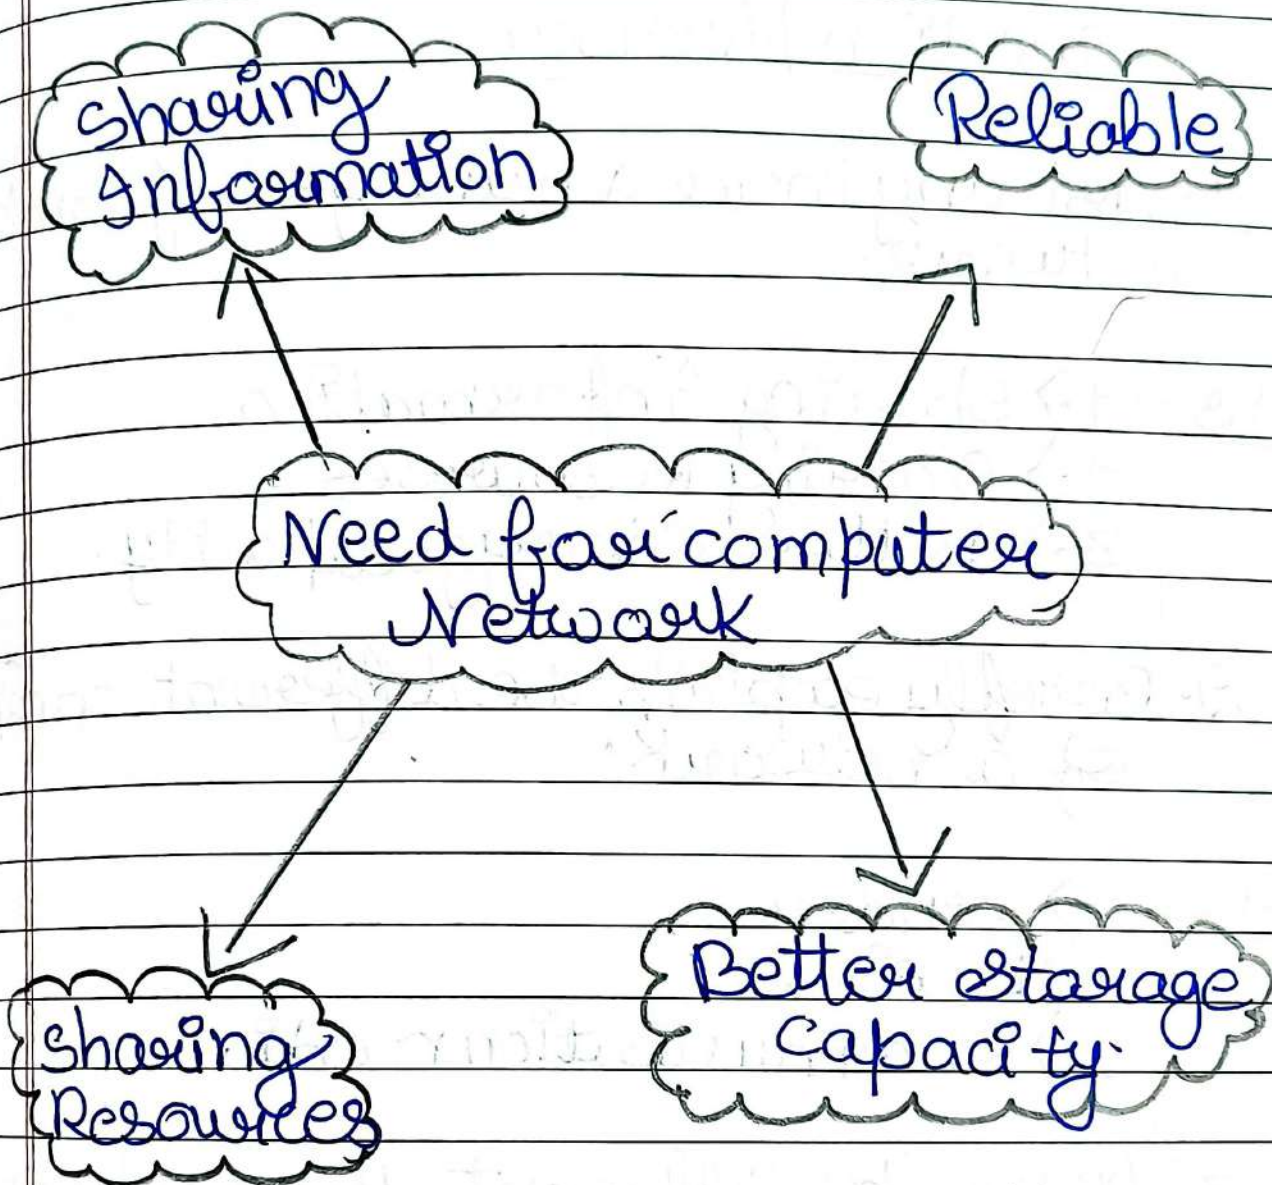 Sharing
Information
Reliable
Need for computer
Network
Sharing
Resources
Better Storage
Capacity.